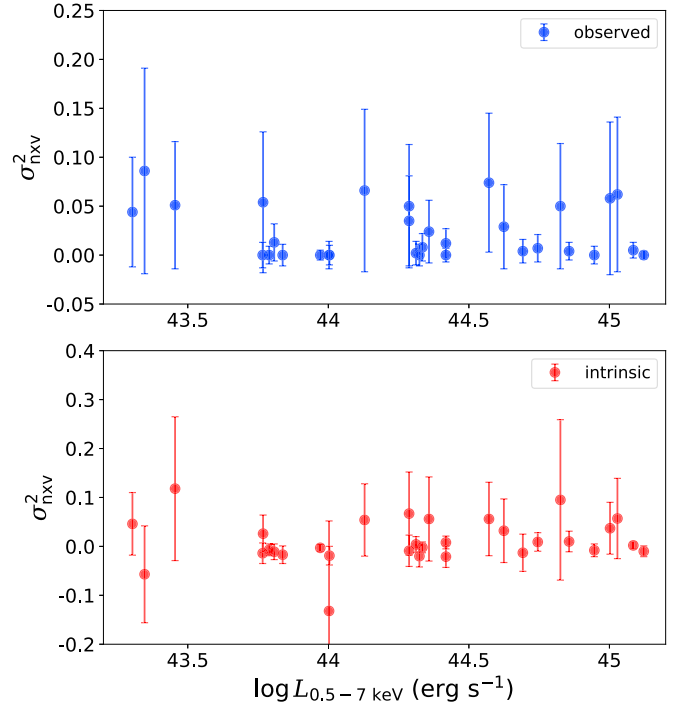 0.25
0.20
0.15
0.10
0.05
0.00
-0.05
σ²nxv
observed
43.5 44 44.5 45
0.4
0.3
0.2
0.1
0.0
-0.1
-0.2
σ²nxv
intrinsic
43.5 44 44.5 45
log L0.5−7 keV (erg s⁻¹)